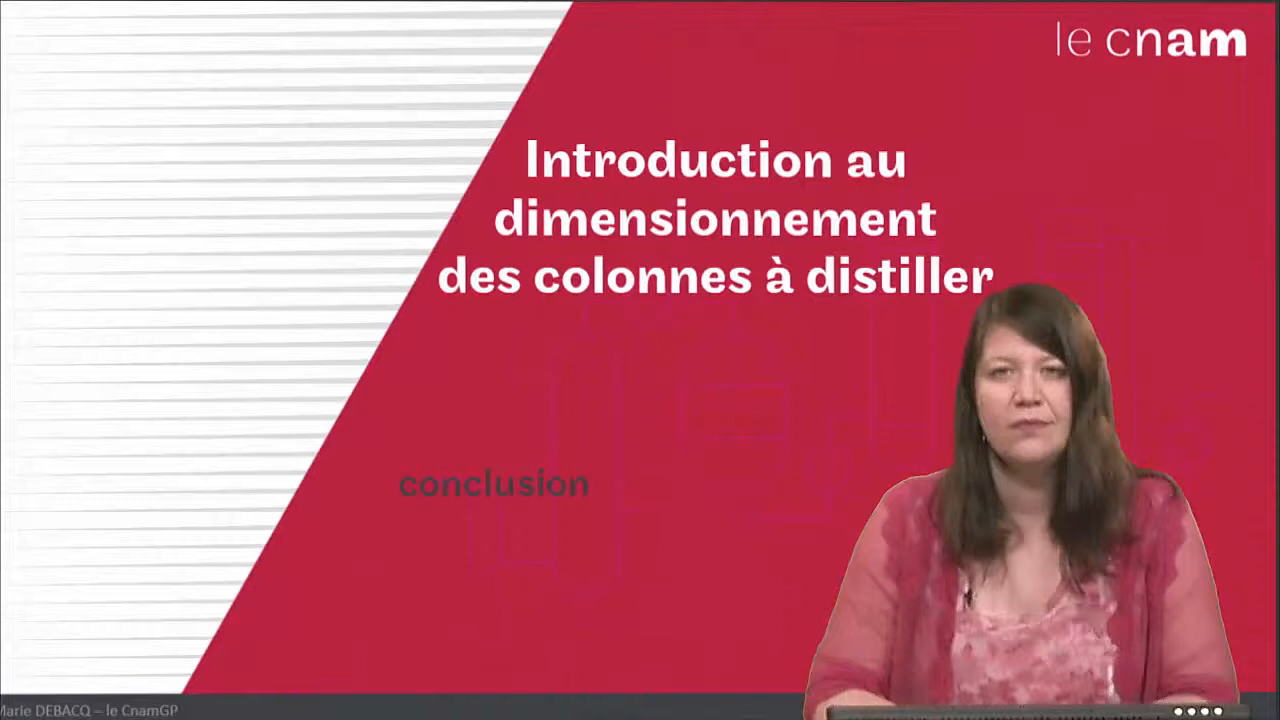 le cnam
Introduction au
dimensionnement
des colonnes à distiller
conclusion
Marie DEBACQ – le CnamGP